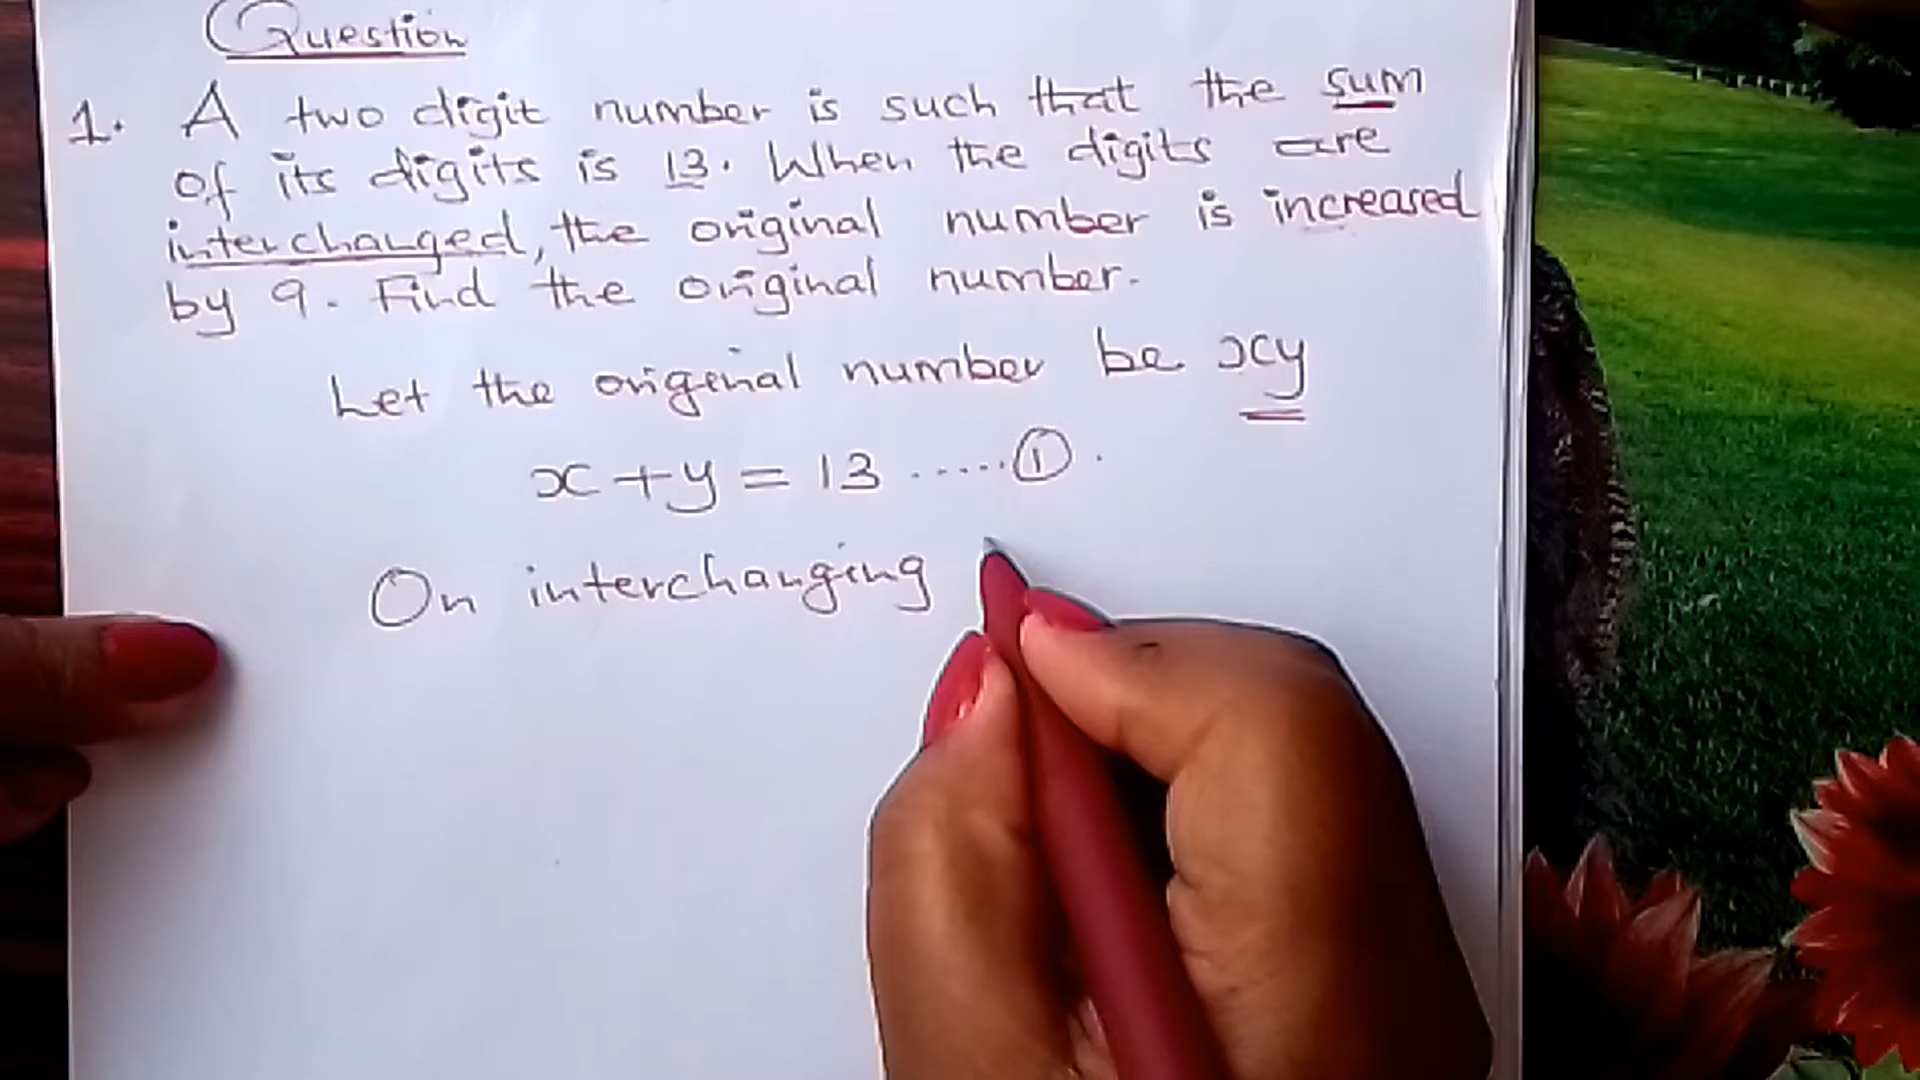 Question
1. A two digit number is such that the sum
of its digits is 13. When the digits are
interchanged, the original number is increased
by 9. Find the original number.
Let the original number be xy
x + y = 13 ...... ①.
On interchanging